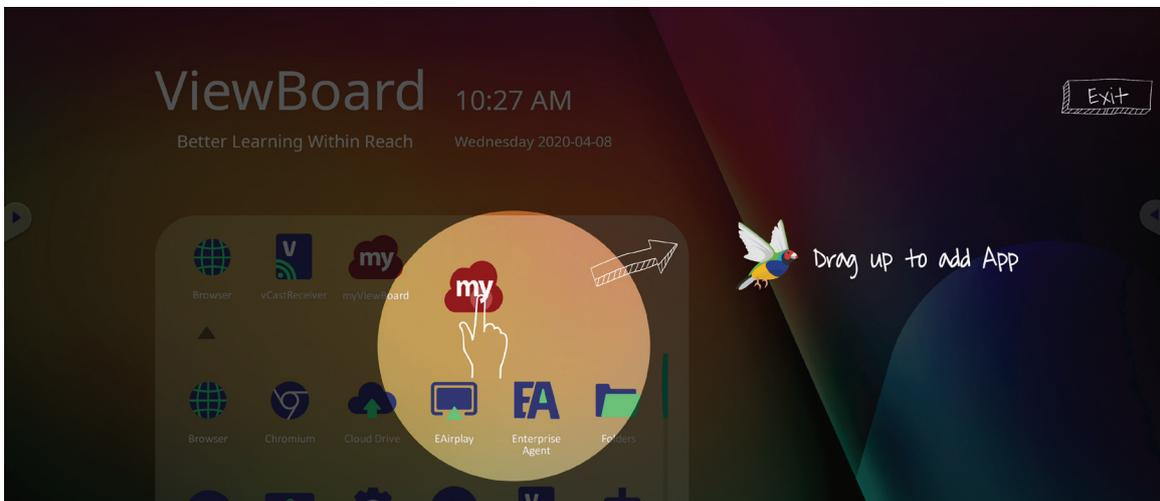 ViewBoard
10:27 AM
Better Learning Within Reach
Wednesday 2020-04-08
Exit
V
my
Browser
vCastReceiver
myViewBoard
my
Drag up to add App
EA
Browser
Chromium
Cloud Drive
EAirplay
Enterprise
Agent
Folders
V